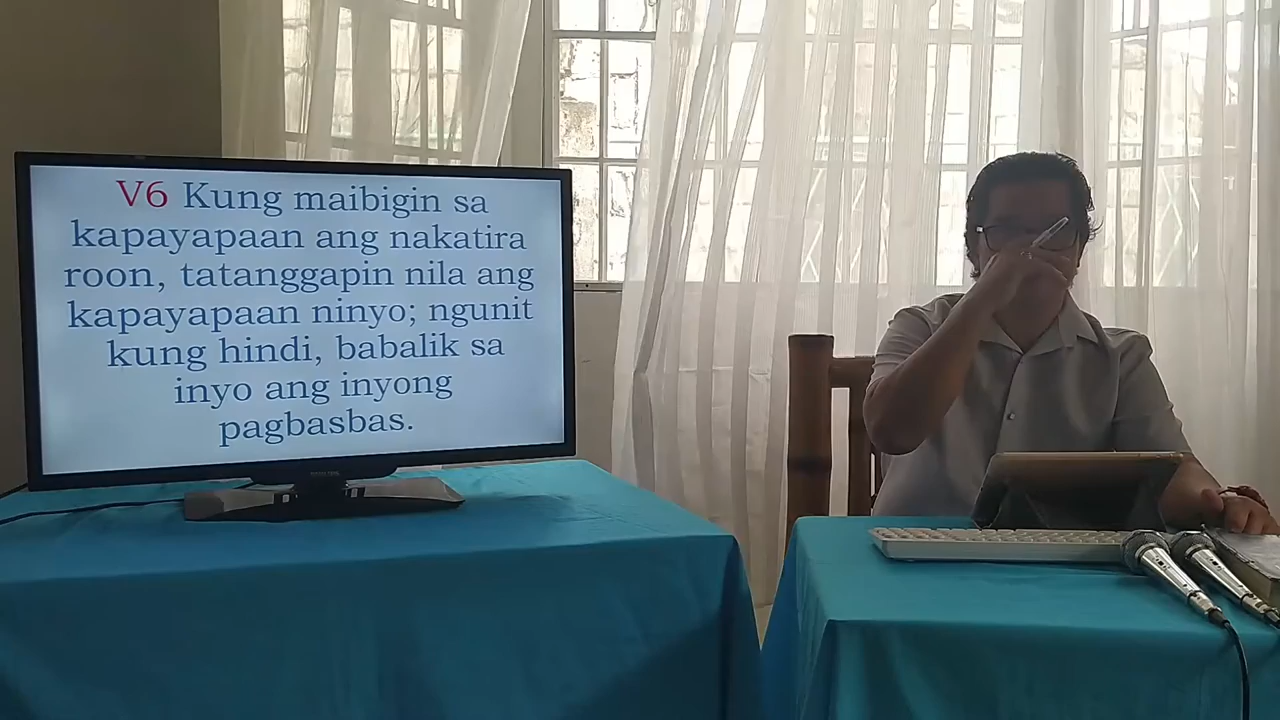 V6 Kung maibigin sa
kapayapaan ang nakatira
roon, tatanggapin nila ang
kapayapaan ninyo; ngunit
kung hindi, babalik sa
inyo ang inyong
pagbasbas.